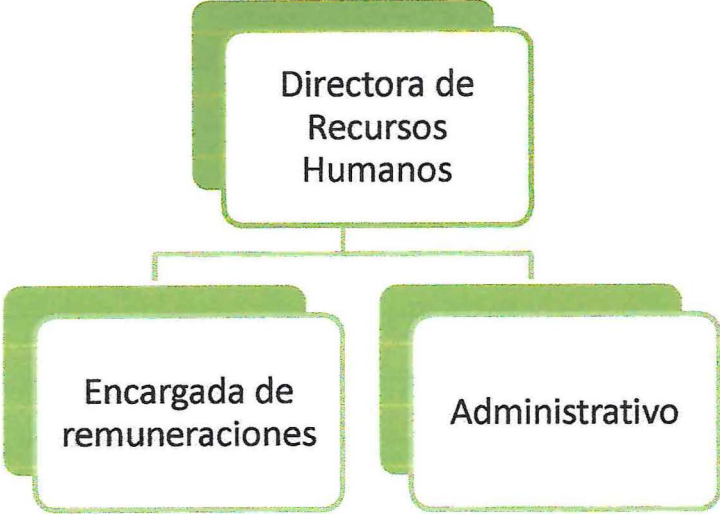 Directora de
Recursos
Humanos
Encargada de
remuneraciones
Administrativo